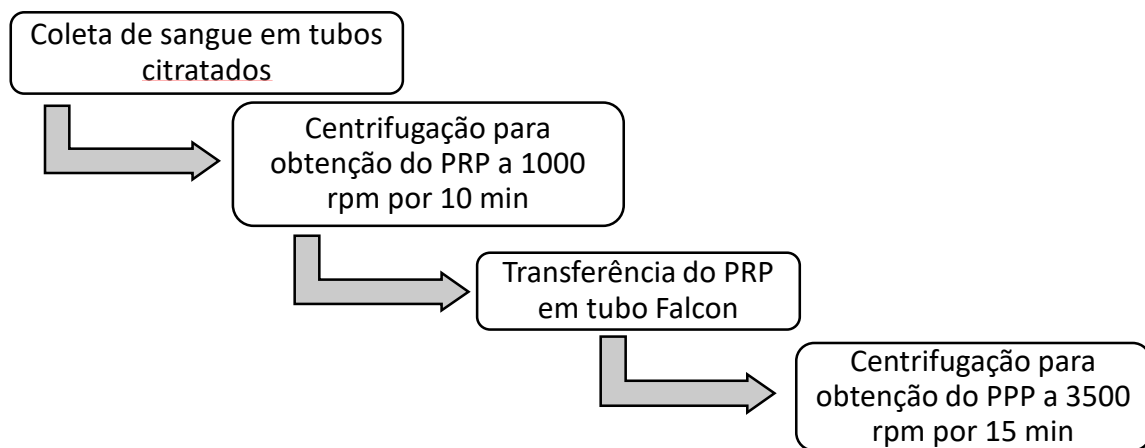 Coleta de sangue em tubos
citratados
Centrifugação para
obtenção do PRP a 1000
rpm por 10 min
Transferência do PRP
em tubo Falcon
Centrifugação para
obtenção do PPP a 3500
rpm por 15 min